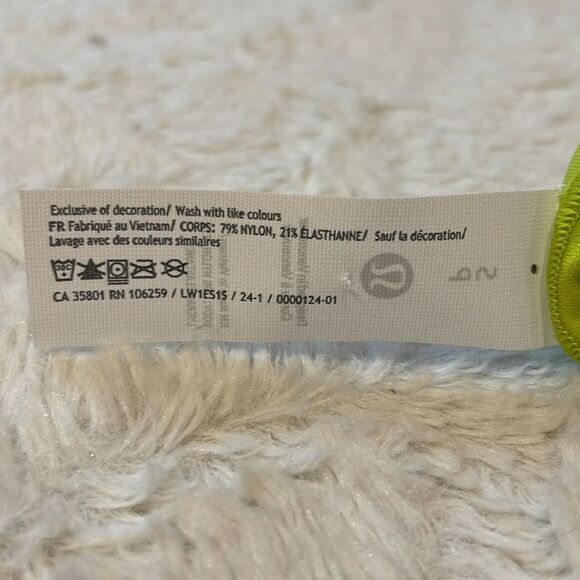 Exclusive of decoration/ Wash with like colours
FR Fabriqué au Vietnam/ CORPS: 79% NYLON, 21% ÉLASTHANNE/ Sauf la décoration/
Lavage avec des couleurs similaires
30C
CA 35801 RN 106259 / LW1ES1S / 24-1 / 0000124-01